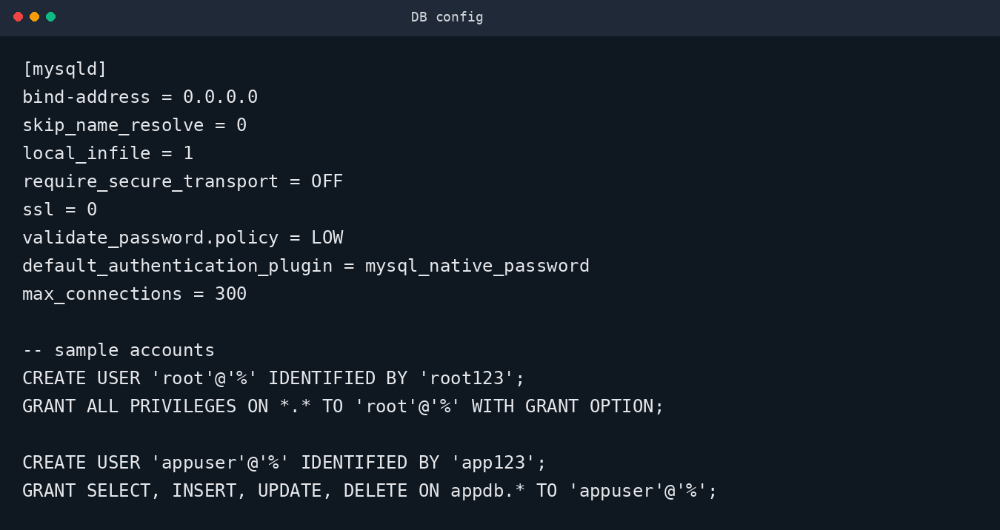 DB config
[mysqld]
bind-address = 0.0.0.0
skip_name_resolve = 0
local_infile = 1
require_secure_transport = OFF
ssl = 0
validate_password.policy = LOW
default_authentication_plugin = mysql_native_password
max_connections = 300
-- sample accounts
CREATE USER 'root'@'%' IDENTIFIED BY 'root123';
GRANT ALL PRIVILEGES ON *.* TO 'root'@'%' WITH GRANT OPTION;
CREATE USER 'appuser'@'%' IDENTIFIED BY 'app123';
GRANT SELECT, INSERT, UPDATE, DELETE ON appdb.* TO 'appuser'@'%';